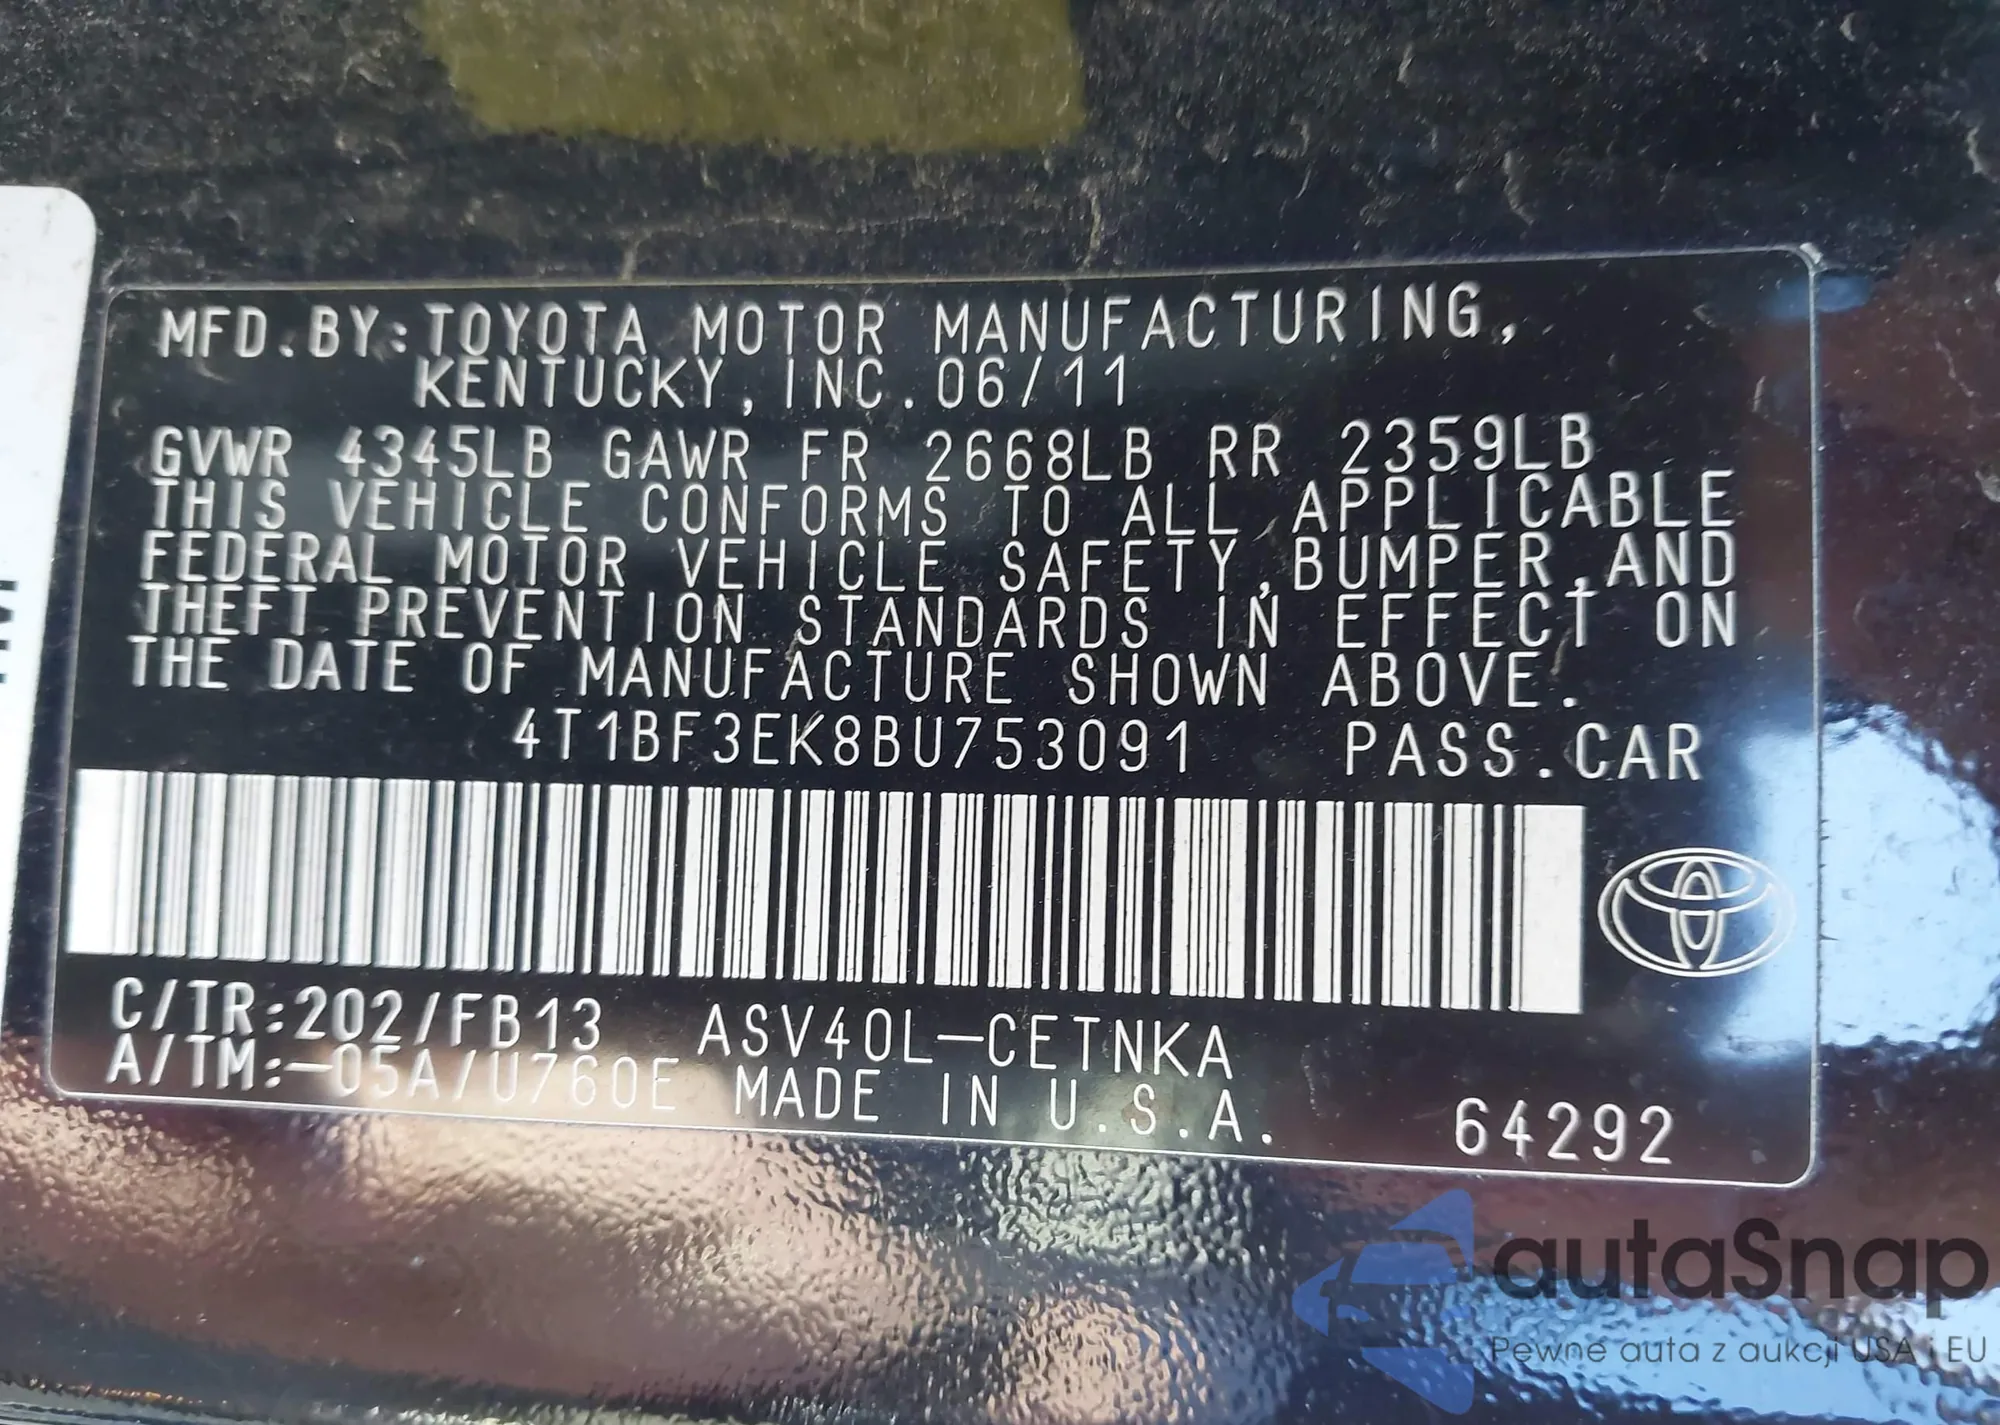 MFD.BY:TOYOTA MOTOR MANUFACTURING,
KENTUCKY, INC.06/11
GVWR 4345LB GAWR FR 2668LB RR 2359LB
THIS VEHICLE CONFORMS TO ALL APPLICABLE
FEDERAL MOTOR VEHICLE SAFETY,BUMPER,AND
THEFT PREVENTION STANDARDS IN EFFECT ON
THE DATE OF MANUFACTURE SHOWN ABOVE.
4T1BF3EK8BU753091 PASS.CAR
C/TR:202/FB13 ASV40L-CETNKA
A/TM:-05A/U760E MADE IN U.S.A. 64292
autaSnap
Pewne auta z aukcji USA i EU